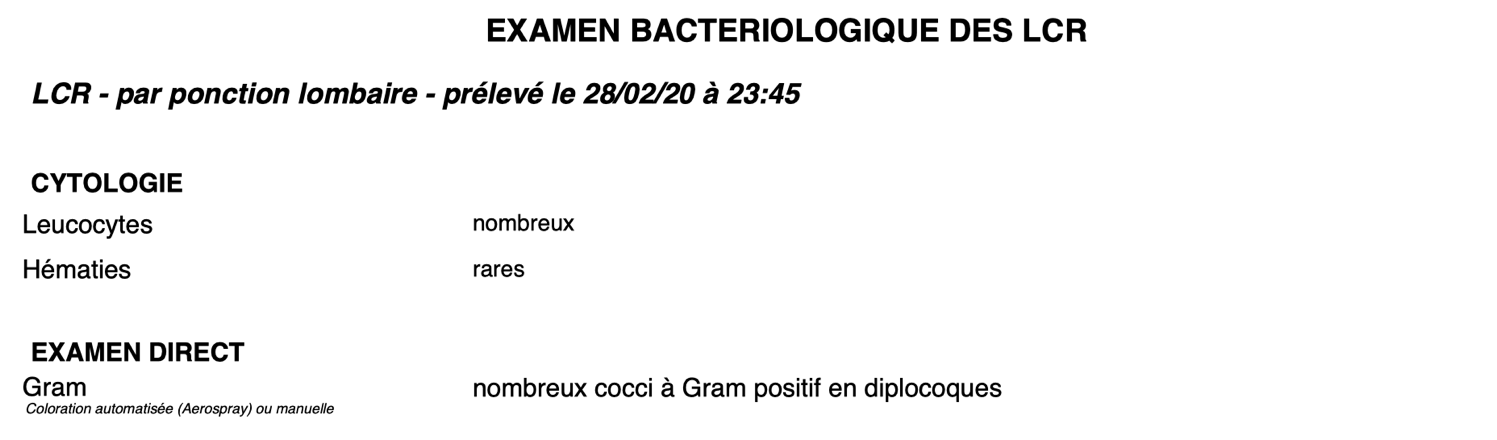 EXAMEN BACTERIOLOGIQUE DES LCR
LCR - par ponction lombaire - prélevé le 28/02/20 à 23:45
CYTOLOGIE
Leucocytes nombreux
Hématies rares
EXAMEN DIRECT
Gram nombreux cocci à Gram positif en diplocoques
Coloration automatisée (Aerospray) ou manuelle